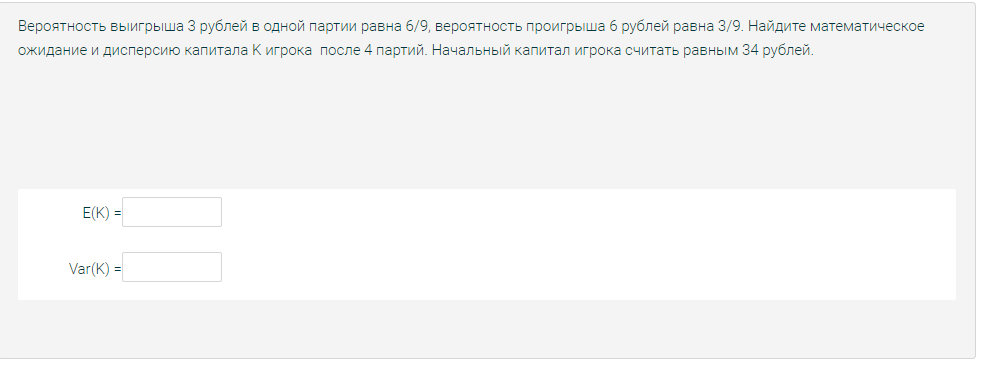 Вероятность выигрыша 3 рублей в одной партии равна 6/9, вероятность проигрыша 6 рублей равна 3/9. Найдите математическое
ожидание и дисперсию капитала K игрока после 4 партий. Начальный капитал игрока считать равным 34 рублей.
E(K) =
Var(K) =